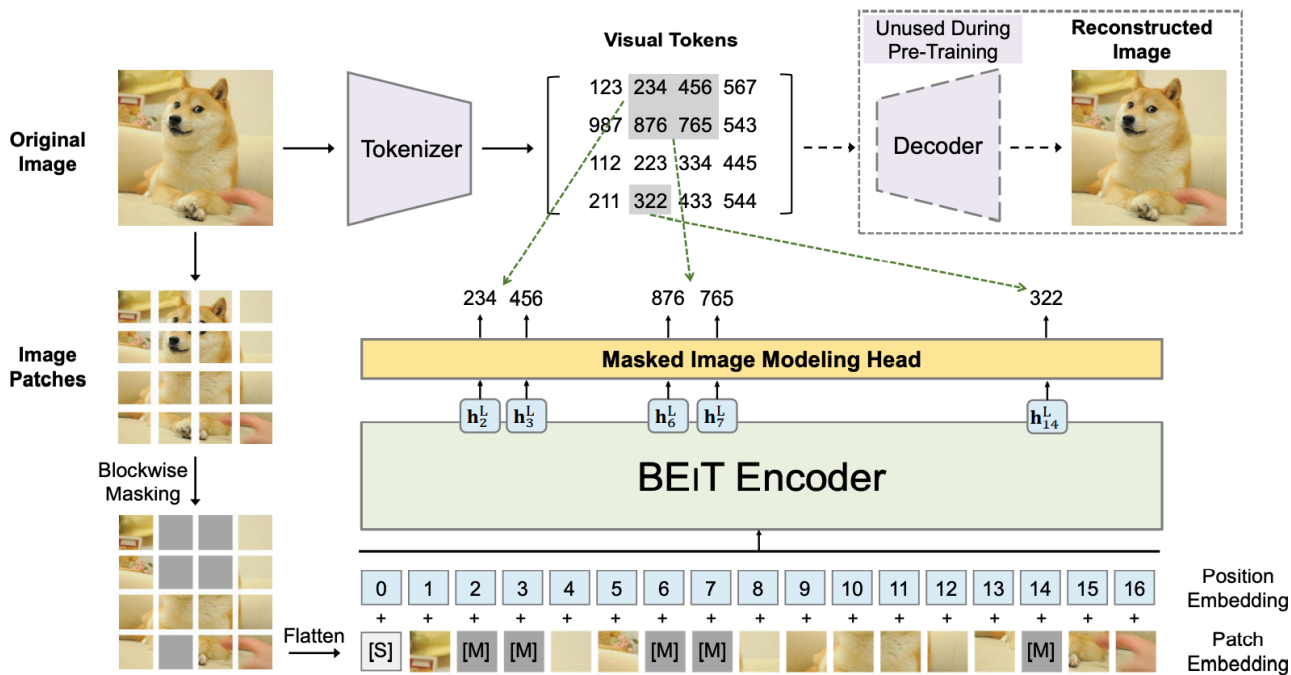 Visual Tokens
Unused During
Pre-Training
Reconstructed
Image
Original
Image
Tokenizer
123 234 456 567
987 876 765 543
112 223 334 445
211 322 433 544
Decoder
234 456 876 765 322
Image
Patches
Masked Image Modeling Head
h₂ᴸ h₃ᴸ h₆ᴸ h₇ᴸ h₁₄ᴸ
BEIT Encoder
Blockwise
Masking
0 1 2 3 4 5 6 7 8 9 10 11 12 13 14 15 16
Position
Embedding
+ + + + + + + + + + + + + + + + +
Flatten
[S] [M] [M] [M] [M] [M]
Patch
Embedding